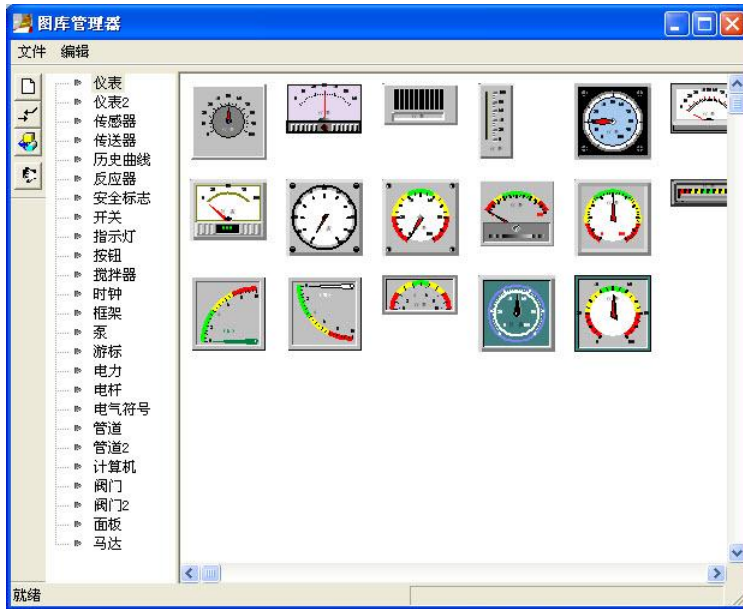 图库管理器
文件 编辑
仪表
仪表2
传感器
传送器
历史曲线
反应器
安全标志
开关
指示灯
按钮
搅拌器
时钟
框架
泵
游标
电力
电杆
电气符号
管道
管道2
计算机
阀门
阀门2
面板
马达
就绪